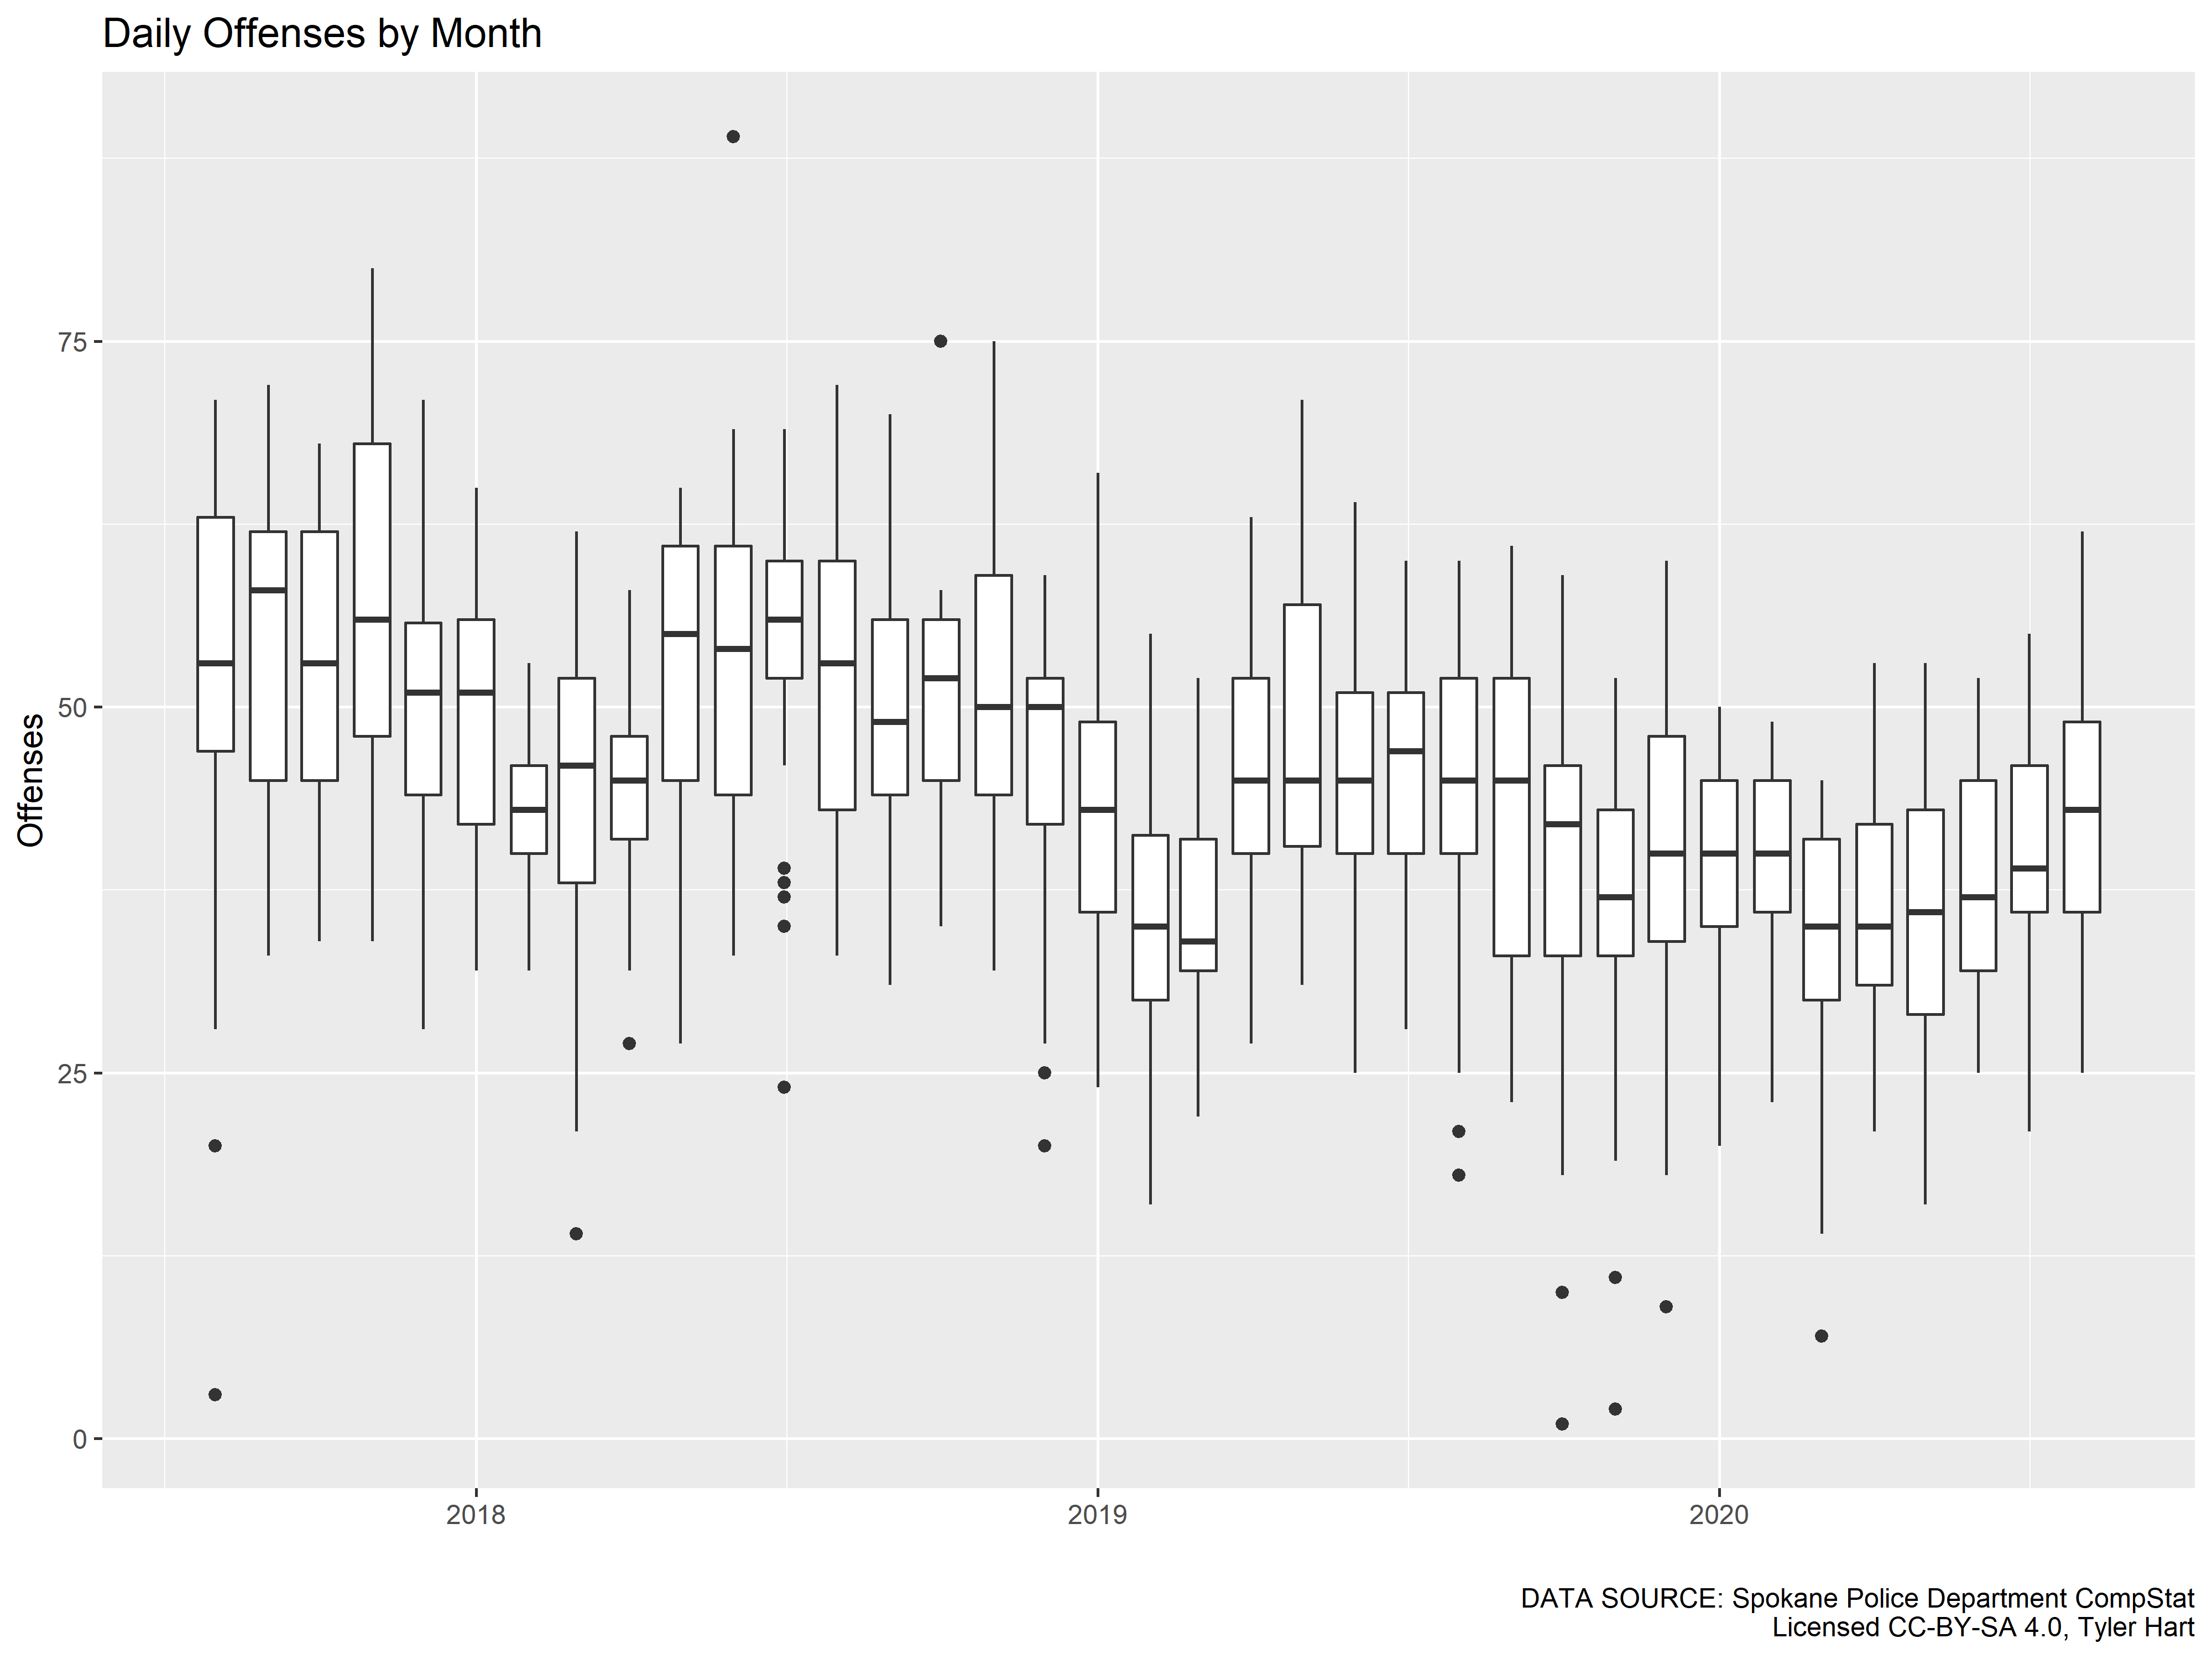 Daily Offenses by Month
75
50
25
0
Offenses
2018
2019
2020
DATA SOURCE: Spokane Police Department CompStat
Licensed CC-BY-SA 4.0, Tyler Hart